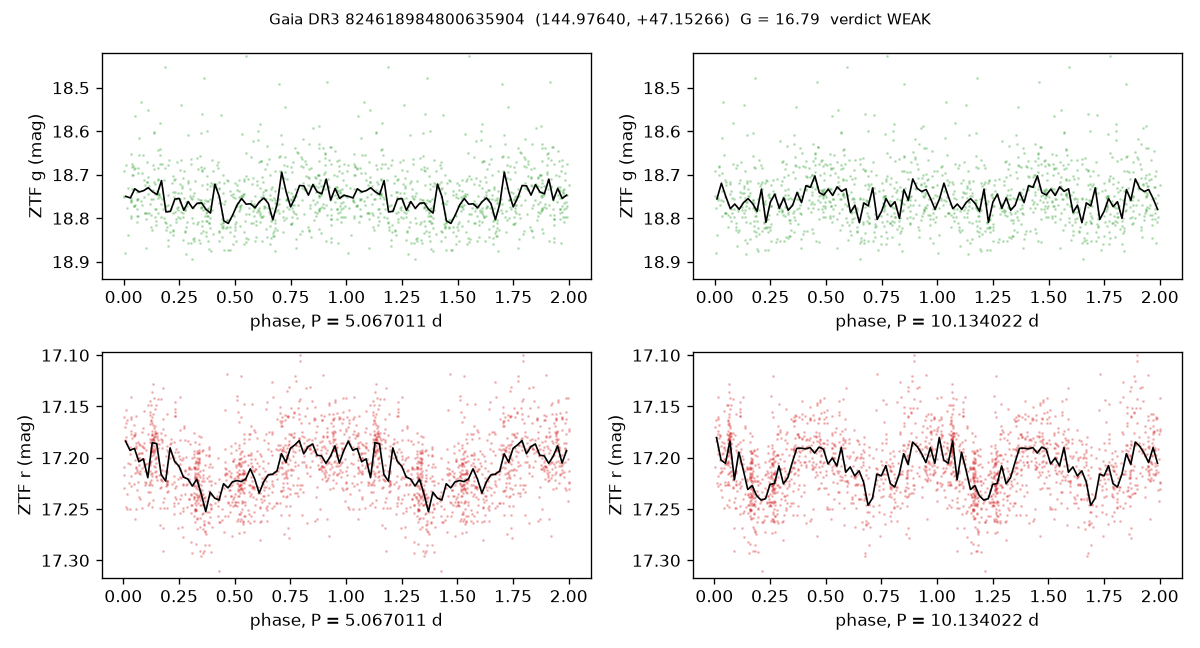 Gaia DR3 824618984800635904  (144.97640, +47.15266)  G = 16.79  verdict WEAK
ZTF g (mag)
18.5
18.6
18.7
18.8
18.9
0.00 0.25 0.50 0.75 1.00 1.25 1.50 1.75 2.00
phase, P = 5.067011 d
ZTF g (mag)
18.5
18.6
18.7
18.8
18.9
0.00 0.25 0.50 0.75 1.00 1.25 1.50 1.75 2.00
phase, P = 10.134022 d
ZTF r (mag)
17.10
17.15
17.20
17.25
17.30
0.00 0.25 0.50 0.75 1.00 1.25 1.50 1.75 2.00
phase, P = 5.067011 d
ZTF r (mag)
17.10
17.15
17.20
17.25
17.30
0.00 0.25 0.50 0.75 1.00 1.25 1.50 1.75 2.00
phase, P = 10.134022 d